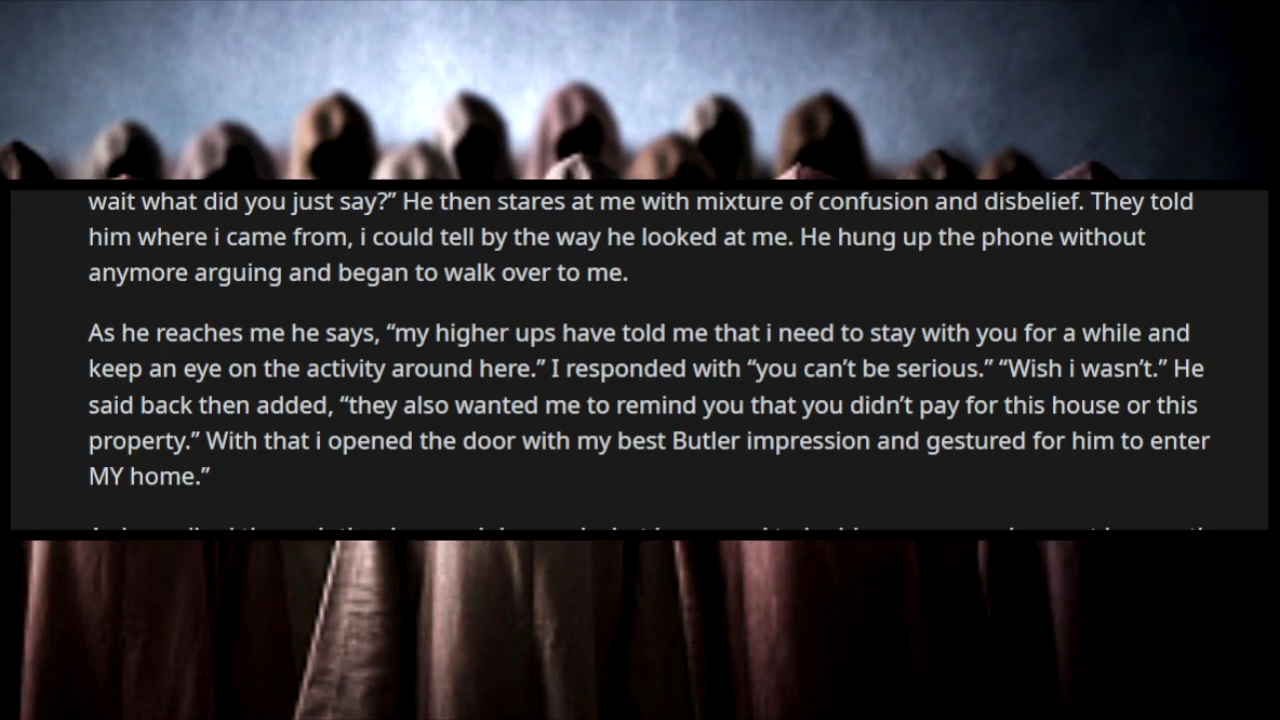 wait what did you just say?” He then stares at me with mixture of confusion and disbelief. They told
him where i came from, i could tell by the way he looked at me. He hung up the phone without
anymore arguing and began to walk over to me.
As he reaches me he says, “my higher ups have told me that i need to stay with you for a while and
keep an eye on the activity around here.” I responded with “you can’t be serious.” “Wish i wasn’t.” He
said back then added, “they also wanted me to remind you that you didn’t pay for this house or this
property.” With that i opened the door with my best Butler impression and gestured for him to enter
MY home.”